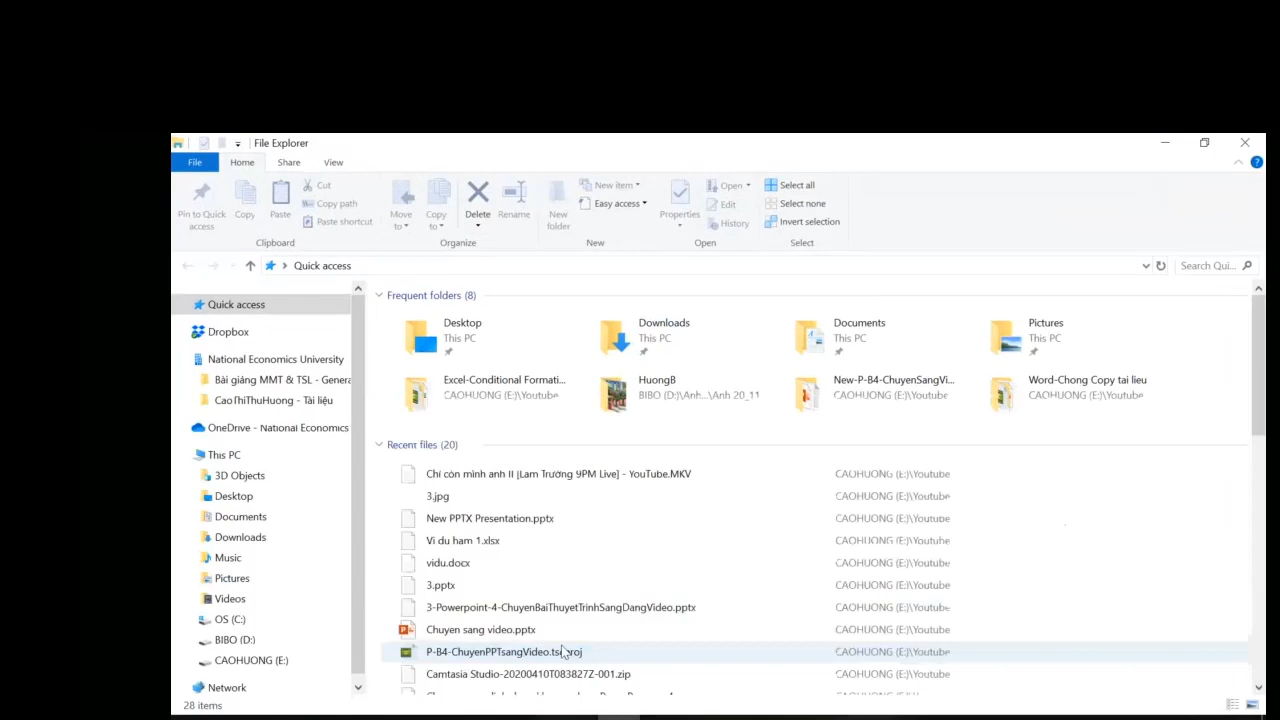 File Explorer
File Home Share View
Pin to Quick access
Copy
Paste
Cut
Copy path
Paste shortcut
Clipboard
Move to
Copy to
Delete
Rename
Organize
New folder
New item
Easy access
New
Properties
Open
Edit
History
Open
Select all
Select none
Invert selection
Select
Quick access
Search Qui...
Quick access
Dropbox
National Economics University
Bài giảng MMT & TSL - Genera
CaoThiThuHuong - Tài liệu
OneDrive - National Economics
This PC
3D Objects
Desktop
Documents
Downloads
Music
Pictures
Videos
OS (C:)
BIBO (D:)
CAOHUONG (E:)
Network
Frequent folders (8)
Desktop
This PC
Downloads
This PC
Documents
This PC
Pictures
This PC
Excel-Conditional Formati...
CAOHUONG (E:)\Youtube
HuongB
BIBO (D:)\Anh...\Anh 20_11
New-P-B4-ChuyenSangVi...
CAOHUONG (E:)\Youtube
Word-Chong Copy tai lieu
CAOHUONG (E:)\Youtube
Recent files (20)
Chỉ còn mình anh II [Lam Trường 9PM Live] - YouTube.MKV CAOHUONG (E:)\Youtube
3.jpg CAOHUONG (E:)\Youtube
New PPTX Presentation.pptx CAOHUONG (E:)\Youtube
Vi du ham 1.xlsx CAOHUONG (E:)\Youtube
vidu.docx CAOHUONG (E:)\Youtube
3.pptx CAOHUONG (E:)\Youtube
3-Powerpoint-4-ChuyenBaiThuyetTrinhSangDangVideo.pptx CAOHUONG (E:)\Youtube
Chuyen sang video.pptx CAOHUONG (E:)\Youtube
P-B4-ChuyenPPTsangVideo.tscproj CAOHUONG (E:)\Youtube
Camtasia Studio-20200410T083827Z-001.zip CAOHUONG (E:)\Youtube
28 items